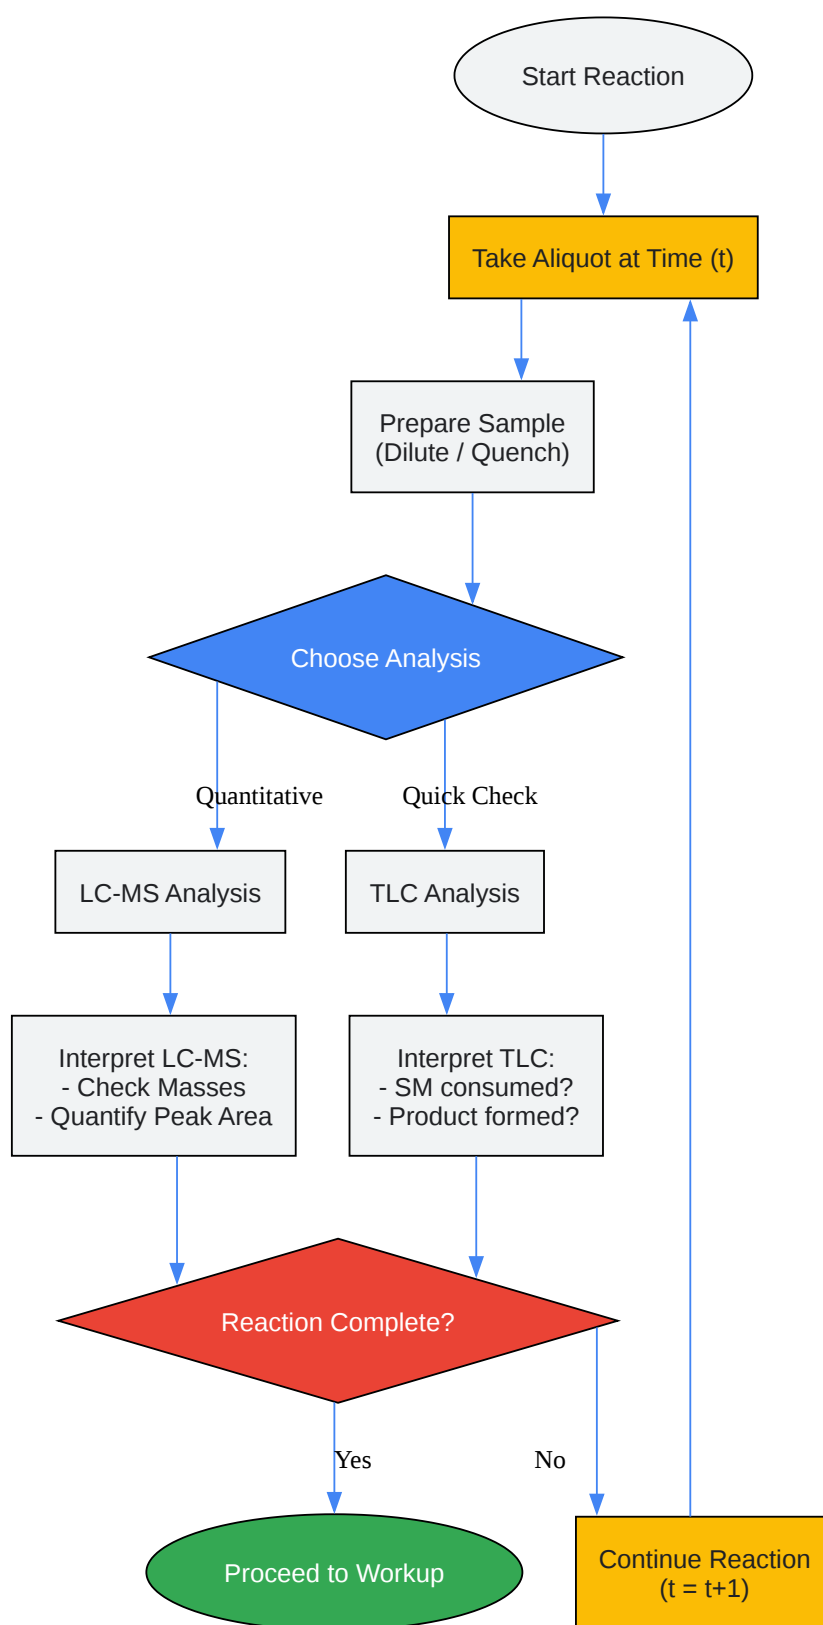 Start Reaction
Take Aliquot at Time (t)
Prepare Sample
(Dilute / Quench)
Choose Analysis
Quantitative
Quick Check
LC-MS Analysis
TLC Analysis
Interpret LC-MS:
- Check Masses
- Quantify Peak Area
Interpret TLC:
- SM consumed?
- Product formed?
Reaction Complete?
Yes
No
Proceed to Workup
Continue Reaction
(t = t+1)